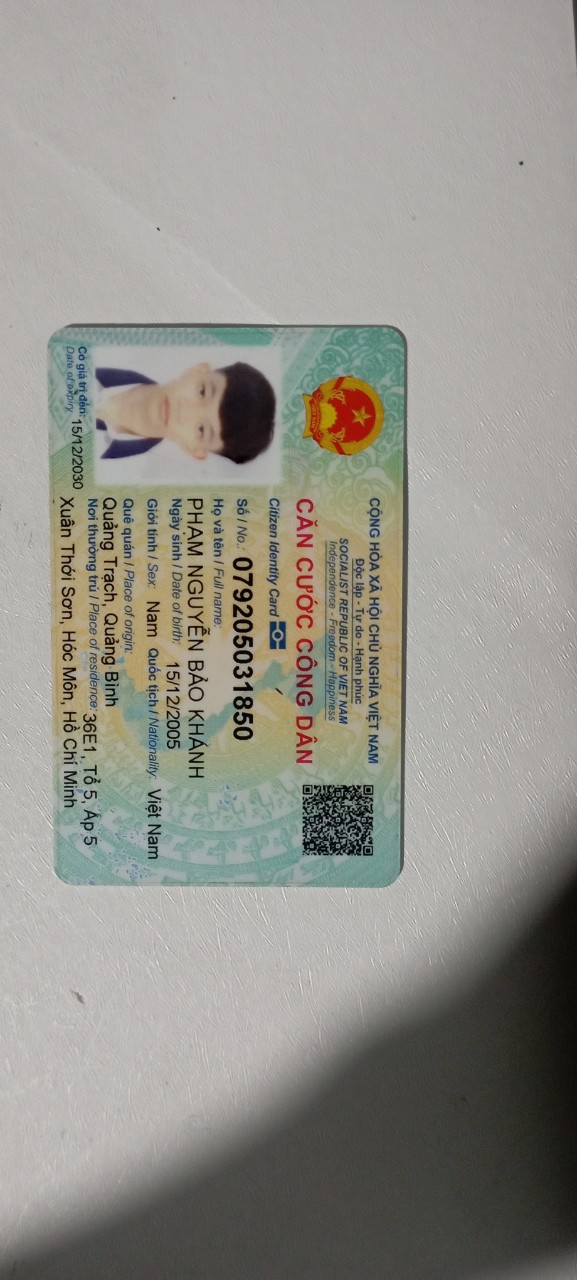 CỘNG HÒA XÃ HỘI CHỦ NGHĨA VIỆT NAM
Độc lập - Tự do - Hạnh phúc
SOCIALIST REPUBLIC OF VIET NAM
Independence - Freedom - Happiness
CĂN CƯỚC CÔNG DÂN
Citizen Identity Card
Số / No.: 079205031850
Họ và tên / Full name:
PHẠM NGUYỄN BẢO KHÁNH
Ngày sinh / Date of birth: 15/12/2005
Giới tính / Sex: Nam Quốc tịch / Nationality: Việt Nam
Quê quán / Place of origin:
Quảng Trạch, Quảng Bình
Nơi thường trú / Place of residence: 36E1, Tổ 5, Ấp 5
Xuân Thới Sơn, Hóc Môn, Hồ Chí Minh
Có giá trị đến: 15/12/2030
Date of expiry